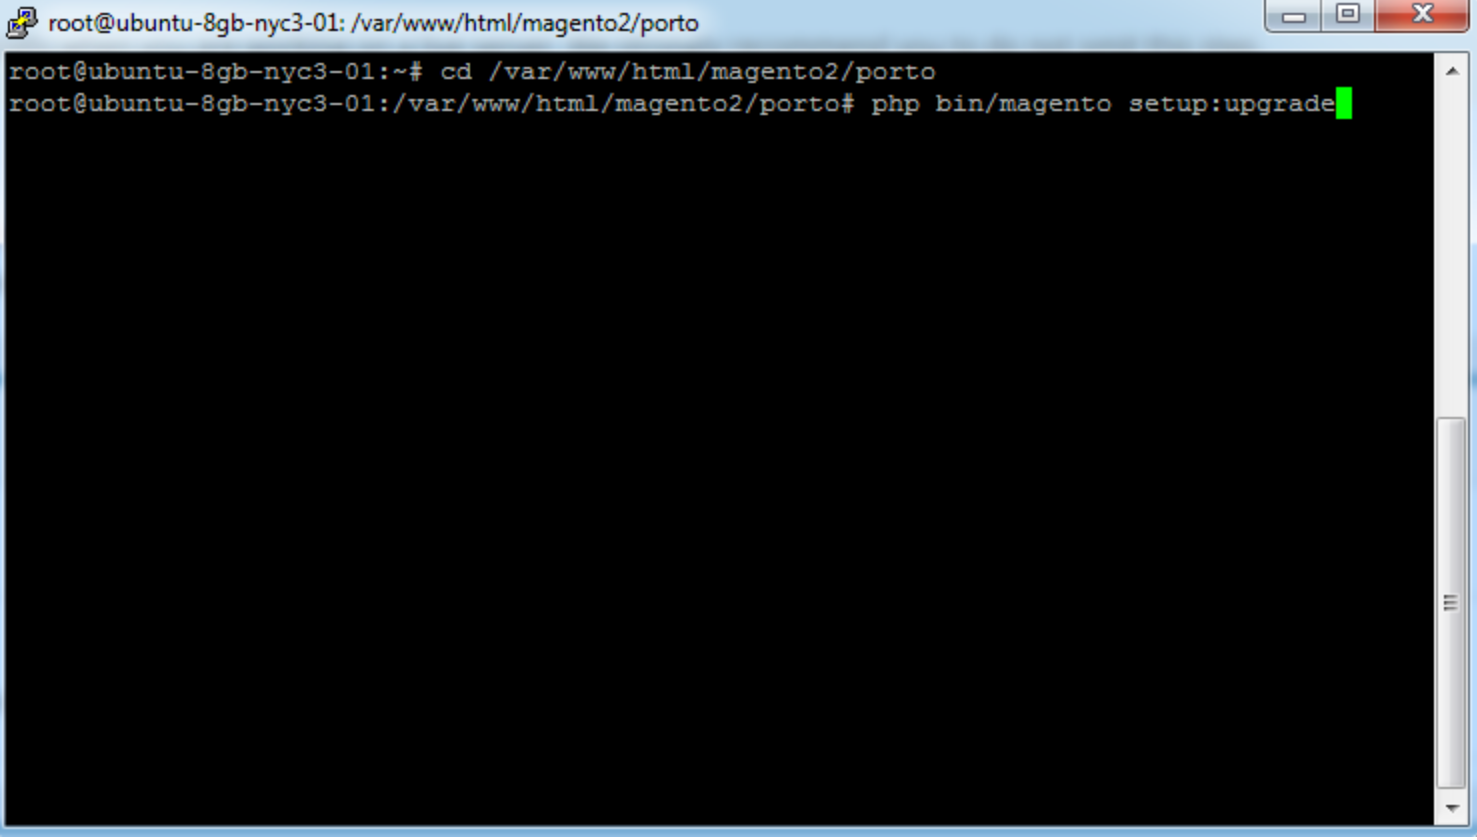 root@ubuntu-8gb-nyc3-01: /var/www/html/magento2/porto
root@ubuntu-8gb-nyc3-01:~# cd /var/www/html/magento2/porto
root@ubuntu-8gb-nyc3-01:/var/www/html/magento2/porto# php bin/magento setup:upgrade